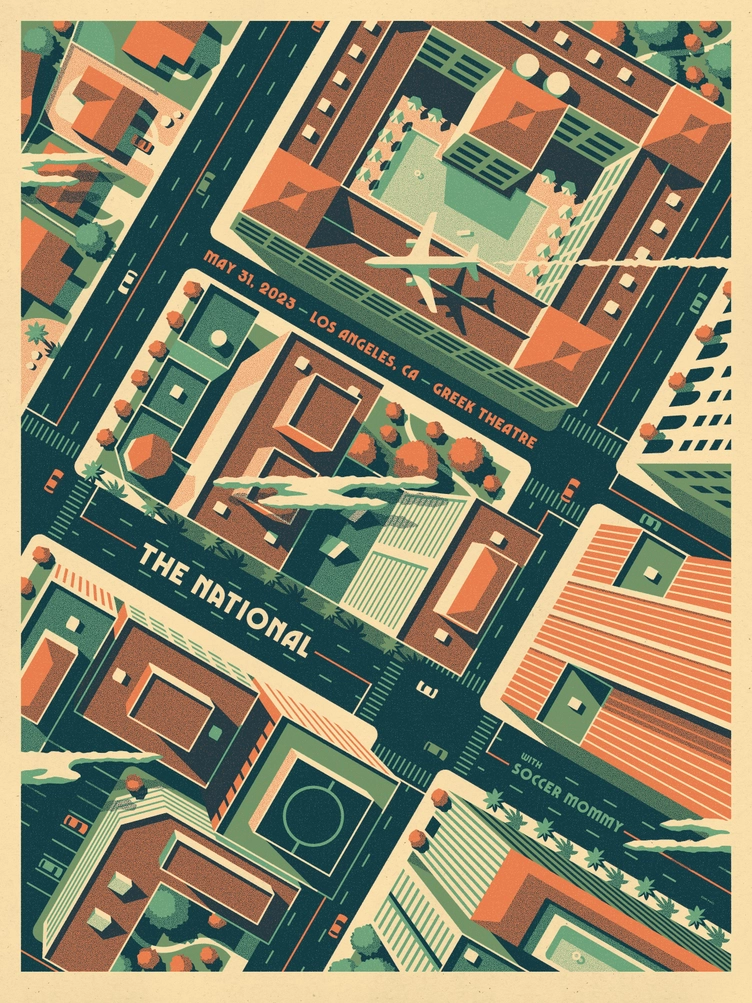 MAY 31, 2023 – LOS ANGELES, CA – GREEK THEATRE
THE NATIONAL
WITH
SOCCER MOMMY